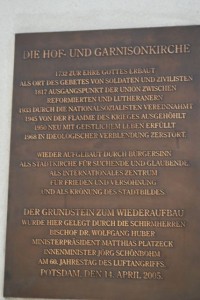 DIE HOF- UND GARNISONKIRCHE
1732 ZUR EHRE GOTTES ERBAUT
ALS ORT DES GEBETES VON SOLDATEN UND ZIVILISTEN
1817 AUSGANGSPUNKT DER UNION ZWISCHEN
REFORMIERTEN UND LUTHERANERN
1933 DURCH DIE NATIONALSOZIALISTEN VEREINNAHMT
1945 VON DER FLAMME DES KRIEGES AUSGEHÖHLT
1950 NEU MIT GEISTLICHEM LEBEN ERFÜLLT
1968 IN IDEOLOGISCHER VERBLENDUNG ZERSTÖRT.
WIEDER AUFGEBAUT DURCH BÜRGERSINN
ALS STADTKIRCHE FÜR SUCHENDE UND GLAUBENDE,
ALS INTERNATIONALES ZENTRUM
FÜR FRIEDEN UND VERSÖHNUNG
UND ALS KRÖNUNG DES STADTBILDES.
DER GRUNDSTEIN ZUM WIEDERAUFBAU
WURDE HIER GELEGT DURCH DIE SCHIRMHERREN
BISCHOF DR. WOLFGANG HUBER
MINISTERPRÄSIDENT MATTHIAS PLATZECK
INNENMINISTER JÖRG SCHÖNBOHM
AM 60. JAHRESTAG DES LUFTANGRIFFS.
POTSDAM, DEN 14. APRIL 2005.